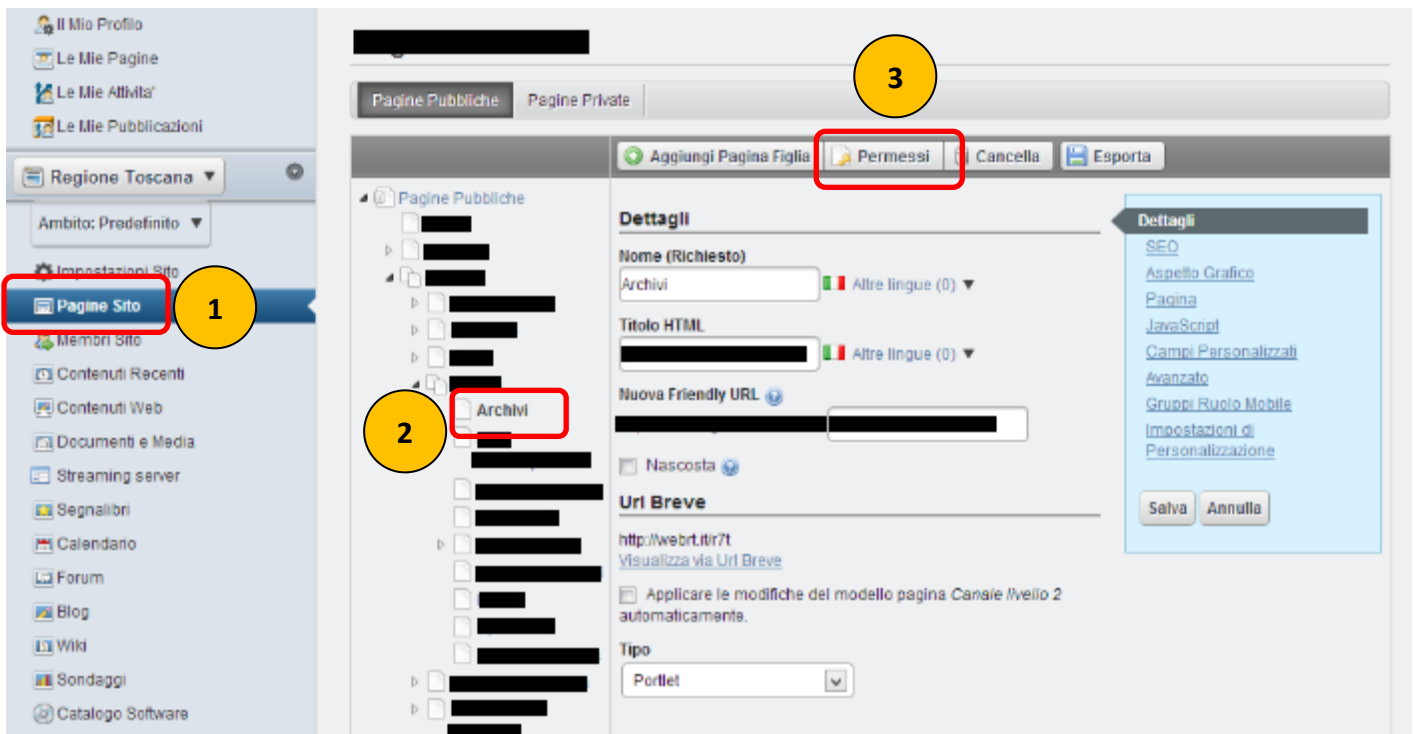 Il Mio Profilo
Le Mie Pagine
Le Mie Attivita'
Le Mie Pubblicazioni
Regione Toscana
Ambito: Predefinito
Impostazioni Sito
Pagine Sito
1
Membri Sito
Contenuti Recenti
Contenuti Web
Documenti e Media
Streaming server
Segnalibri
Calendario
Forum
Blog
Wiki
Sondaggi
Catalogo Software
3
Pagine Pubbliche Pagine Private
Aggiungi Pagina Figlia Permessi Cancella Esporta
Pagine Pubbliche
2
Archivi
Dettagli
Nome (Richiesto)
Archivi Altre lingue (0)
Titolo HTML
Altre lingue (0)
Nuova Friendly URL
Nascosta
Url Breve
http://webrt.it/r7t
Visualizza via Url Breve
Applicare le modifiche del modello pagina Canale livello 2
automaticamente.
Tipo
Portlet
Dettagli
SEO
Aspetto Grafico
Pagina
JavaScript
Campi Personalizzati
Avanzato
Gruppi Ruolo Mobile
Impostazioni di
Personalizzazione
Salva Annulla